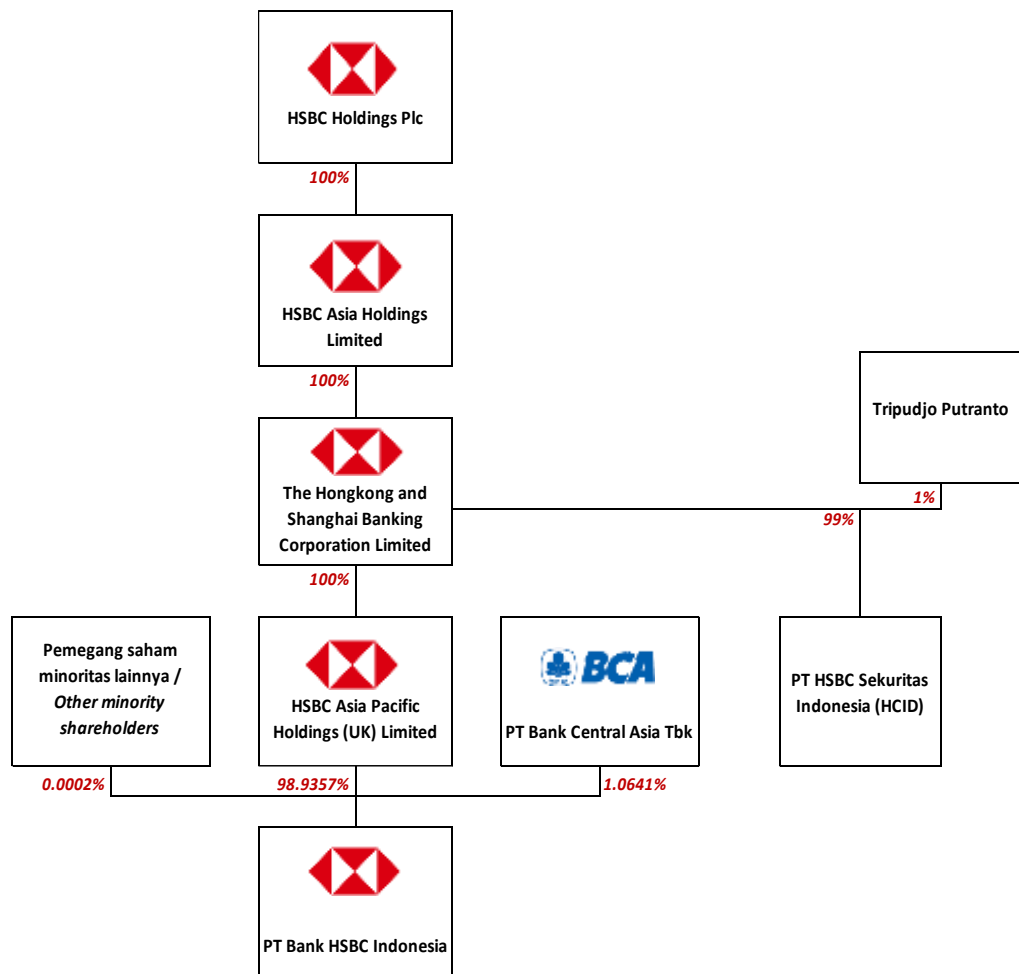 HSBC Holdings Plc
100%
HSBC Asia Holdings
Limited
100%
Tripudjo Putranto
1%
The Hongkong and
Shanghai Banking
Corporation Limited
99%
100%
Pemegang saham
minoritas lainnya /
Other minority
shareholders
HSBC Asia Pacific
Holdings (UK) Limited
BCA
PT Bank Central Asia Tbk
PT HSBC Sekuritas
Indonesia (HCID)
0.0002%
98.9357%
1.0641%
PT Bank HSBC Indonesia